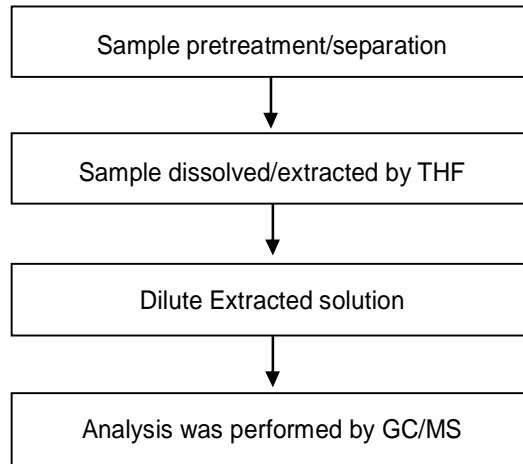 Sample pretreatment/separation
Sample dissolved/extracted by THF
Dilute Extracted solution
Analysis was performed by GC/MS